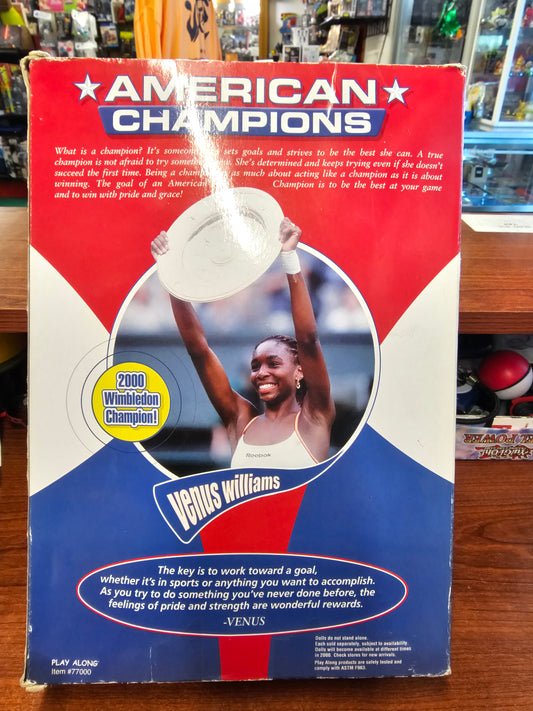 AMERICAN
CHAMPIONS
What is a champion? It's someone sets goals and strives to be the best she can. A true
champion is not afraid to try something new. She's determined and keeps trying even if she doesn't
succeed the first time. Being a champion is as much about acting like a champion as it is about
winning. The goal of an American Champion is to be the best at your game
and to win with pride and grace!
2000
Wimbledon
Champion!
Reebok
venus williams
The key is to work toward a goal,
whether it's in sports or anything you want to accomplish.
As you try to do something you've never done before, the
feelings of pride and strength are wonderful rewards.
-VENUS
Dolls do not stand alone.
Each sold separately, subject to availability.
Dolls will become available at different times
in 2000. Check stores for new arrivals.
Play Along products are safely tested and
comply with ASTM F963.
PLAY ALONG
Item #77000